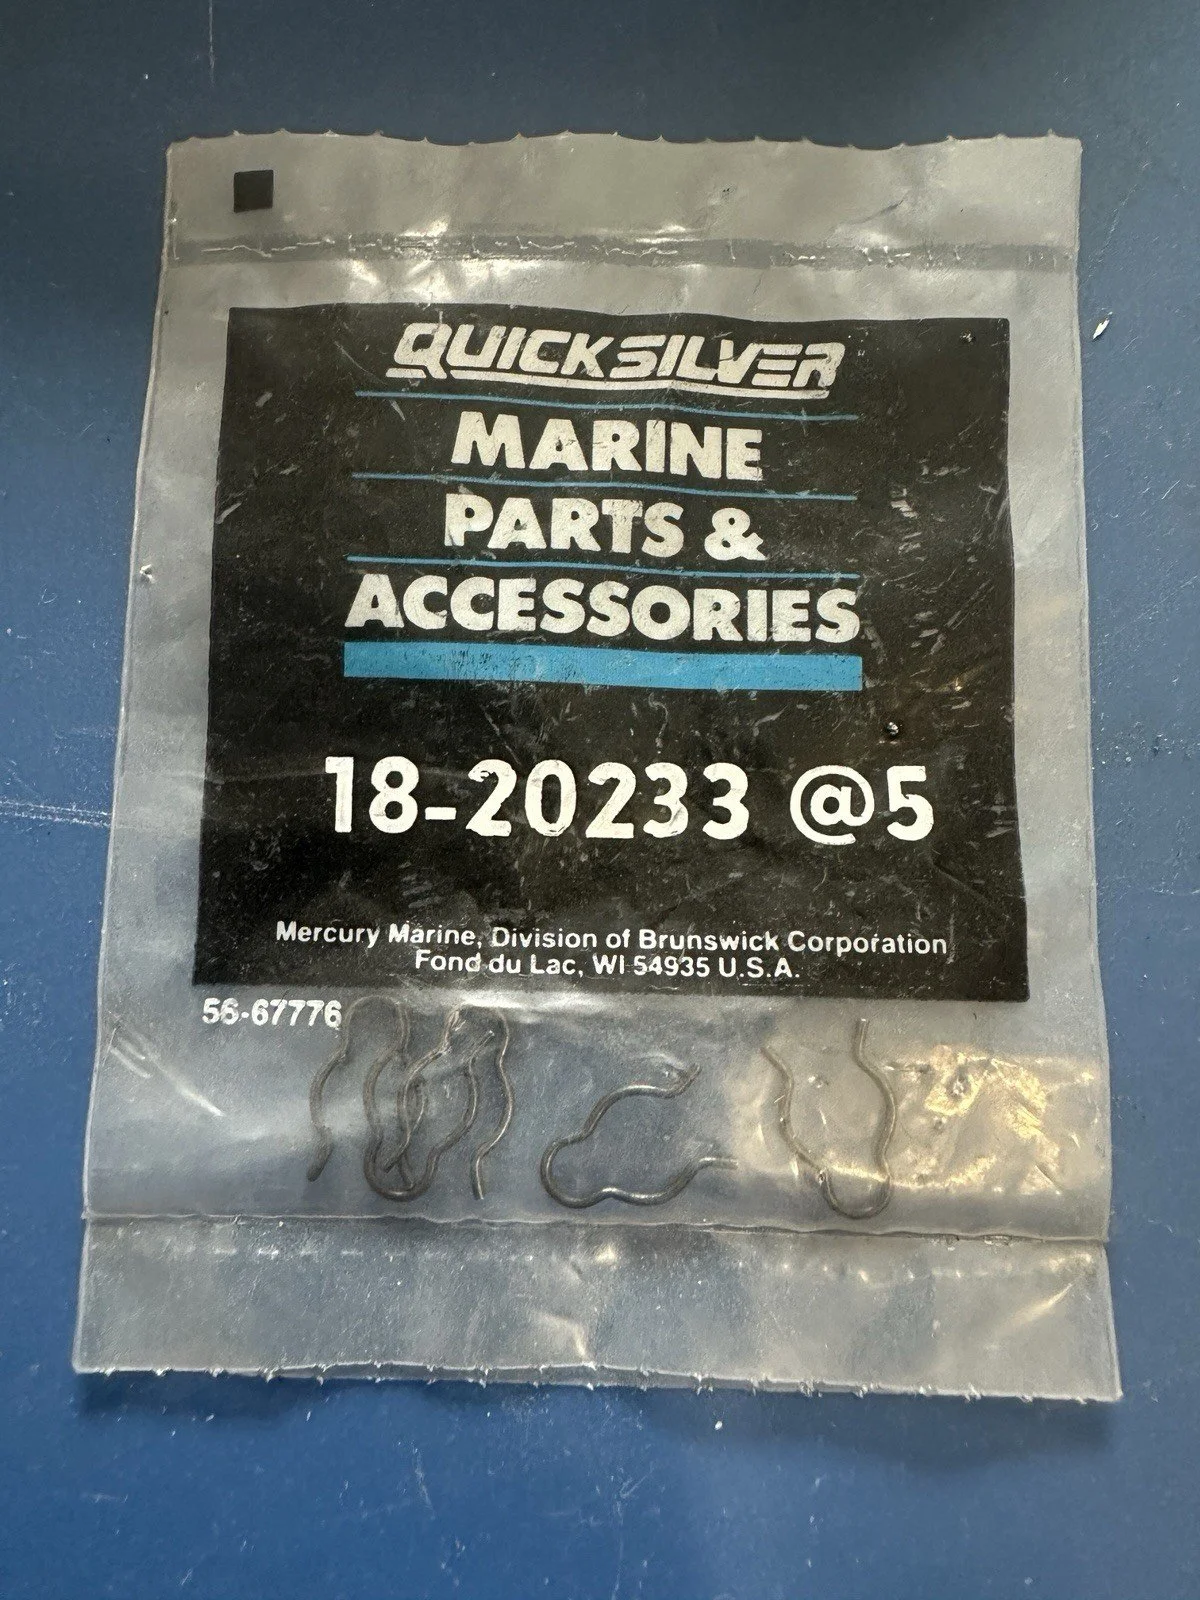 QUICKSILVER
MARINE
PARTS &
ACCESSORIES
18-20233 @5
Mercury Marine, Division of Brunswick Corporation
Fond du Lac, WI 54935 U.S.A.
56-67776